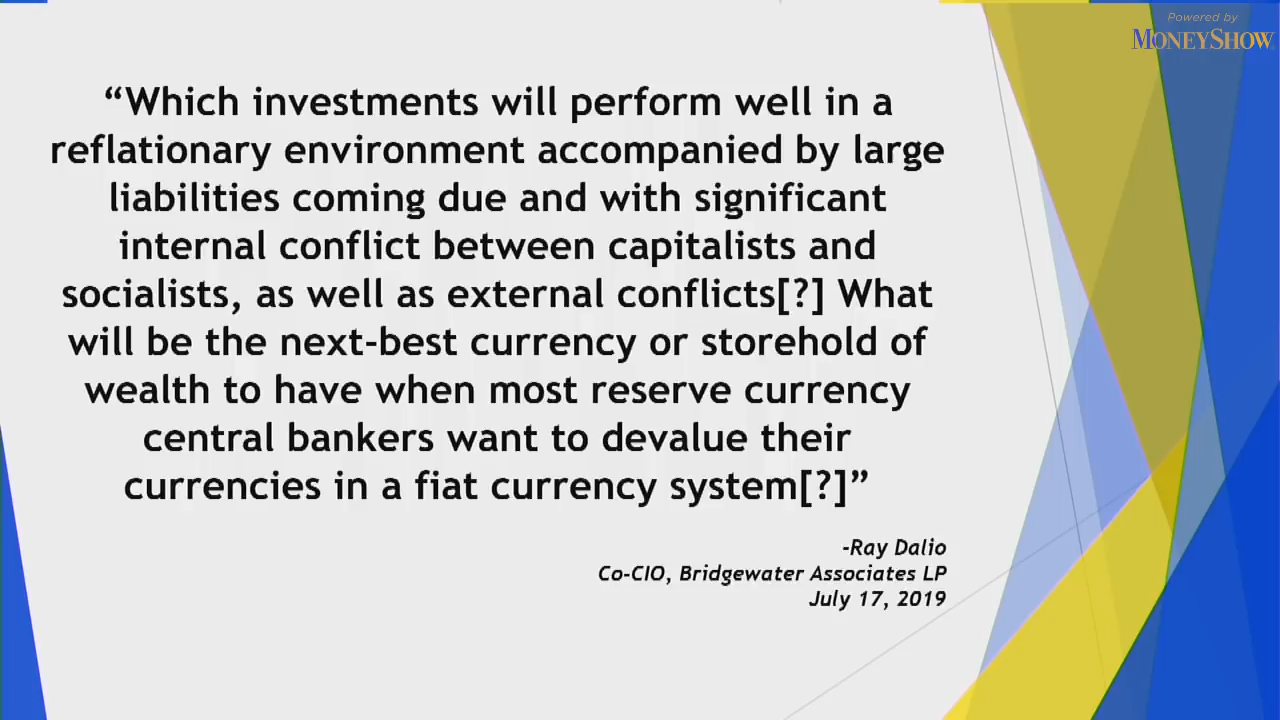 Powered by
MONEYSHOW
“Which investments will perform well in a
reflationary environment accompanied by large
liabilities coming due and with significant
internal conflict between capitalists and
socialists, as well as external conflicts[?] What
will be the next-best currency or storehold of
wealth to have when most reserve currency
central bankers want to devalue their
currencies in a fiat currency system[?]”
-Ray Dalio
Co-CIO, Bridgewater Associates LP
July 17, 2019